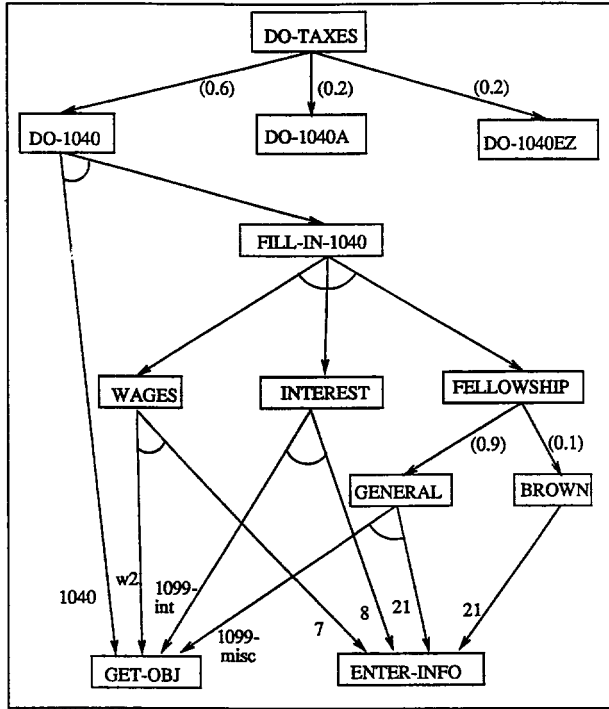 DO-TAXES
(0.6)
(0.2)
(0.2)
DO-1040
DO-1040A
DO-1040EZ
FILL-IN-1040
WAGES
INTEREST
FELLOWSHIP
(0.9)
(0.1)
GENERAL
BROWN
1040
w2
1099-
int
1099-
misc
7
8
21
21
GET-OBJ
ENTER-INFO